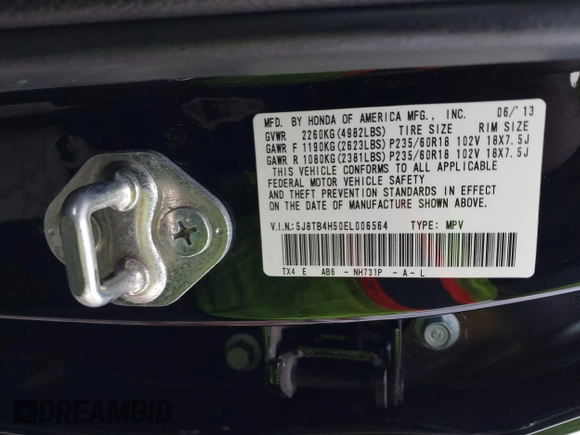 MFD. BY HONDA OF AMERICA MFG., INC. 06/'13
GVWR 2260KG(4982LBS) TIRE SIZE RIM SIZE
GAWR F 1190KG(2623LBS)P235/60R18 102V 18X7.5J
GAWR R 1080KG(2381LBS)P235/60R18 102V 18X7.5J
THIS VEHICLE CONFORMS TO ALL APPLICABLE
FEDERAL MOTOR VEHICLE SAFETY
AND THEFT PREVENTION STANDARDS IN EFFECT
ON THE DATE OF MANUFACTURE SHOWN ABOVE.
V.I.N:5J8TB4H50EL006564 TYPE: MPV
TX4 E AB6 - NH731P - A - L
DREAMBID